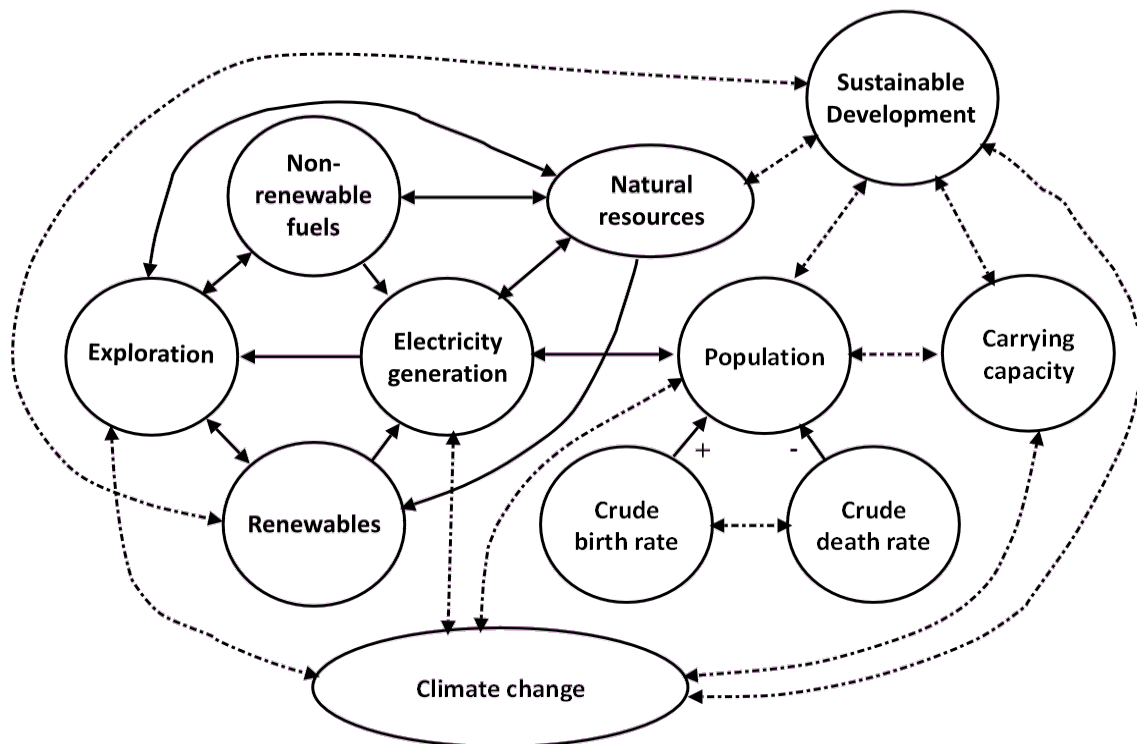 Sustainable
Development
Non-
renewable
fuels
Natural
resources
Exploration
Electricity
generation
Population
Carrying
capacity
+
-
Renewables
Crude
birth rate
Crude
death rate
Climate change